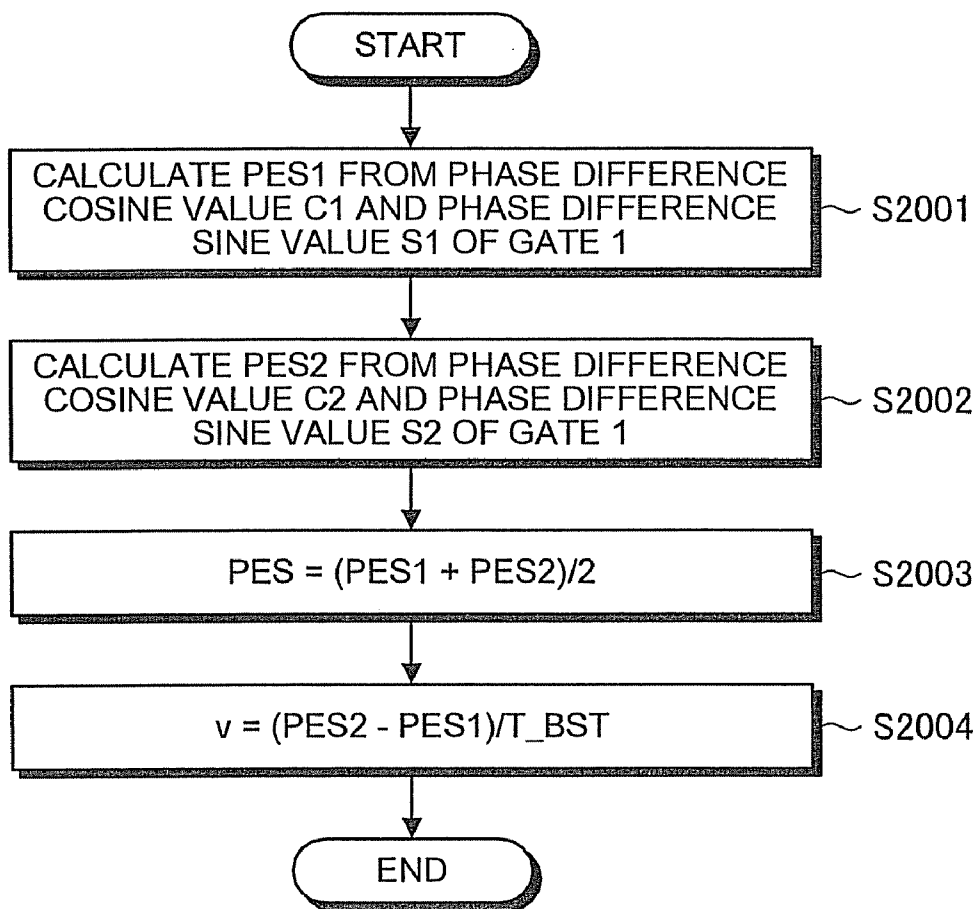 START
CALCULATE PES1 FROM PHASE DIFFERENCE
COSINE VALUE C1 AND PHASE DIFFERENCE
SINE VALUE S1 OF GATE 1
S2001
CALCULATE PES2 FROM PHASE DIFFERENCE
COSINE VALUE C2 AND PHASE DIFFERENCE
SINE VALUE S2 OF GATE 1
S2002
PES = (PES1 + PES2)/2
S2003
v = (PES2 - PES1)/T_BST
S2004
END